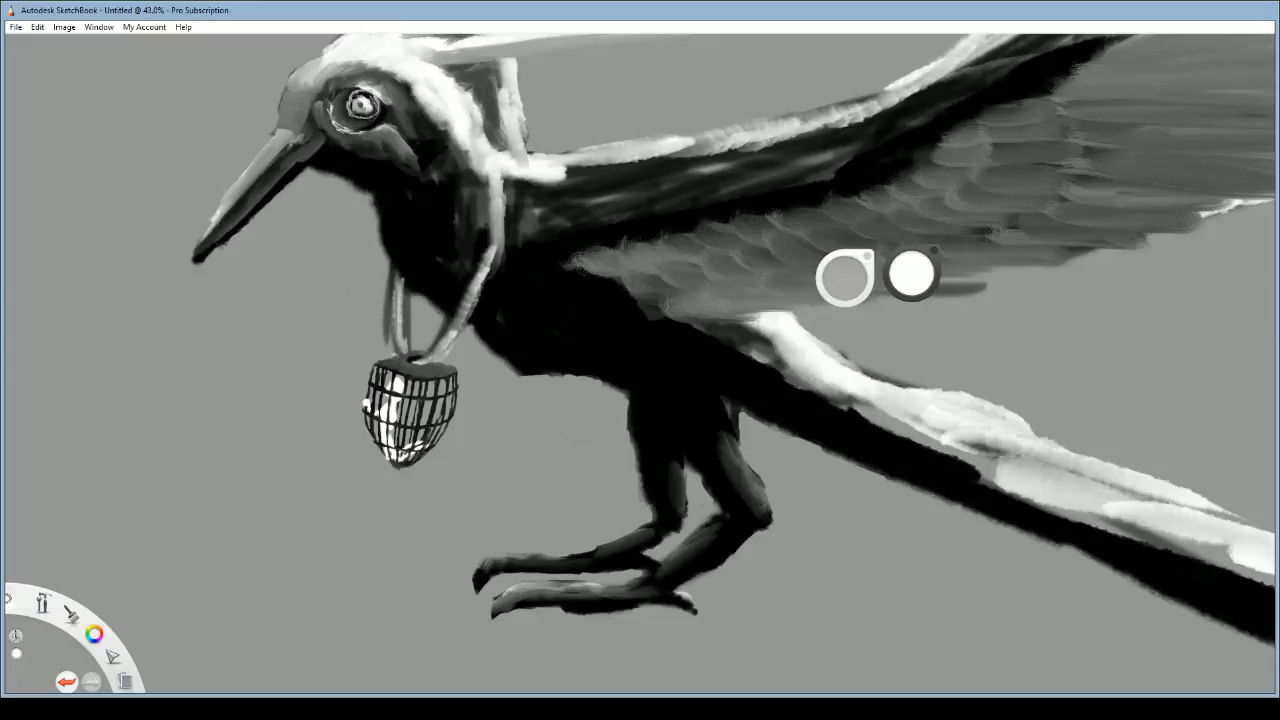 Autodesk SketchBook - Untitled @ 43.0% - Pro Subscription
File Edit Image Window My Account Help